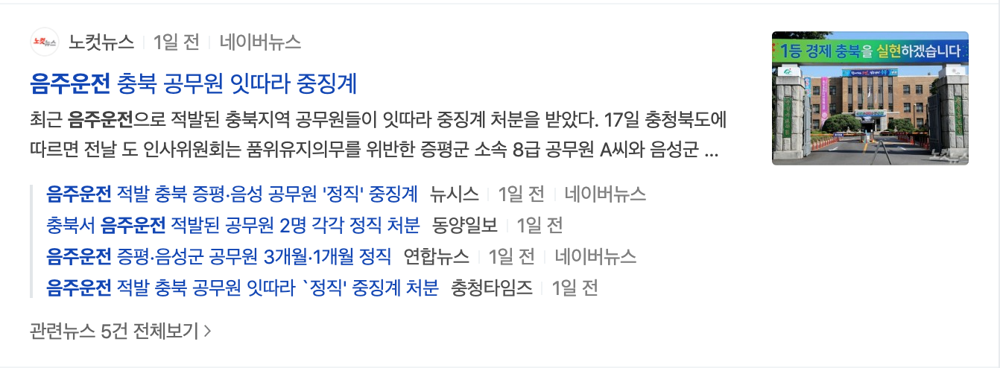 노컷뉴스 노컷뉴스 1일 전 네이버뉴스
음주운전 충북 공무원 잇따라 중징계
최근 음주운전으로 적발된 충북지역 공무원들이 잇따라 중징계 처분을 받았다. 17일 충청북도에
따르면 전날 도 인사위원회는 품위유지의무를 위반한 증평군 소속 8급 공무원 A씨와 음성군 ...
1등 경제 충북을 실현하겠습니다
노컷뉴스
음주운전 적발 충북 증평·음성 공무원 '정직' 중징계 뉴시스 1일 전 네이버뉴스
충북서 음주운전 적발된 공무원 2명 각각 정직 처분 동양일보 1일 전
음주운전 증평·음성군 공무원 3개월·1개월 정직 연합뉴스 1일 전 네이버뉴스
음주운전 적발 충북 공무원 잇따라 `정직' 중징계 처분 충청타임즈 1일 전
관련뉴스 5건 전체보기 >